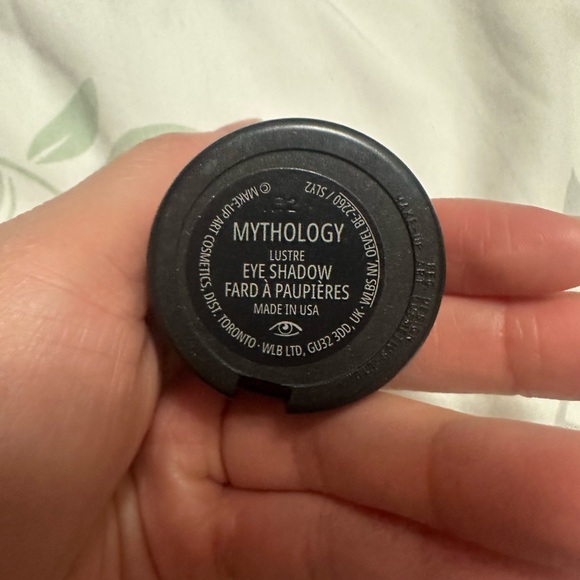 MYTHOLOGY
LUSTRE
EYE SHADOW
FARD À PAUPIÈRES
MADE IN USA
© MAKE-UP ART COSMETICS, DIST. TORONTO · WLB LTD, GU32 3DD, UK · WLBS NV, OEVEL BE-2260 / SLY2